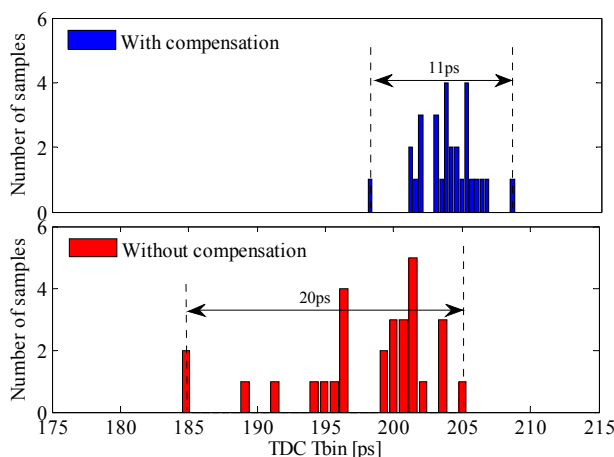 6
With compensation
11ps
4
Number of samples
2
0
6
Without compensation
20ps
4
Number of samples
2
0
175 180 185 190 195 200 205 210 215
TDC Tbin [ps]